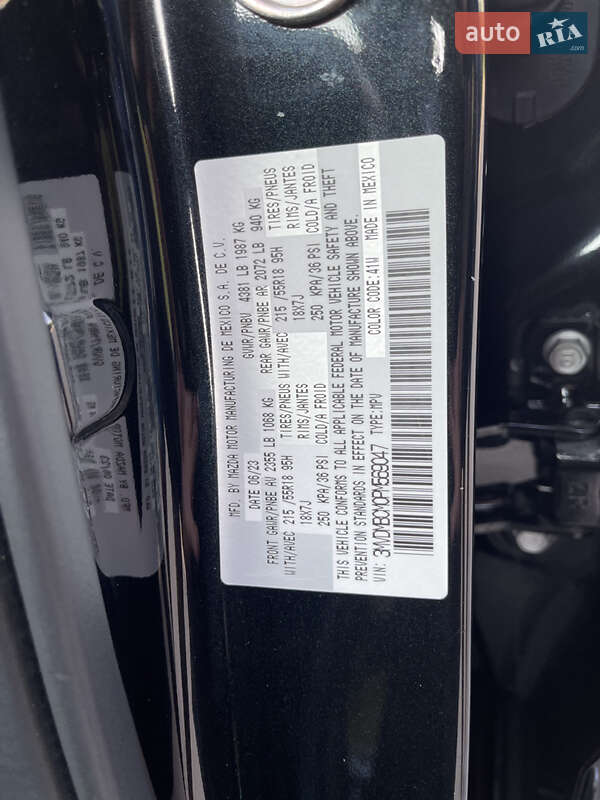 auto RIA .com
MFD. BY MAZDA MOTOR MANUFACTURING DE MEXICO S.A. DE C.V.
DATE 06/23 GVWR/PNBV 4381 LB 1987 KG
FRONT GAWR/PNBE AV 2355 LB 1068 KG REAR GAWR/PNBE AR 2072 LB 940 KG
WITH/AVEC 215 /55R18 95H TIRES/PNEUS WITH/AVEC 215 /55R18 95H TIRES/PNEUS
18X7J RIMS/JANTES 18X7J RIMS/JANTES
250 KPA/36 PSI COLD/A FROID 250 KPA/36 PSI COLD/A FROID
THIS VEHICLE CONFORMS TO ALL APPLICABLE FEDERAL MOTOR VEHICLE SAFETY AND THEFT
PREVENTION STANDARDS IN EFFECT ON THE DATE OF MANUFACTURE SHOWN ABOVE.
VIN: 3MVDMBCMXPM569047 TYPE:MPV COLOR CODE:41W MADE IN MEXICO